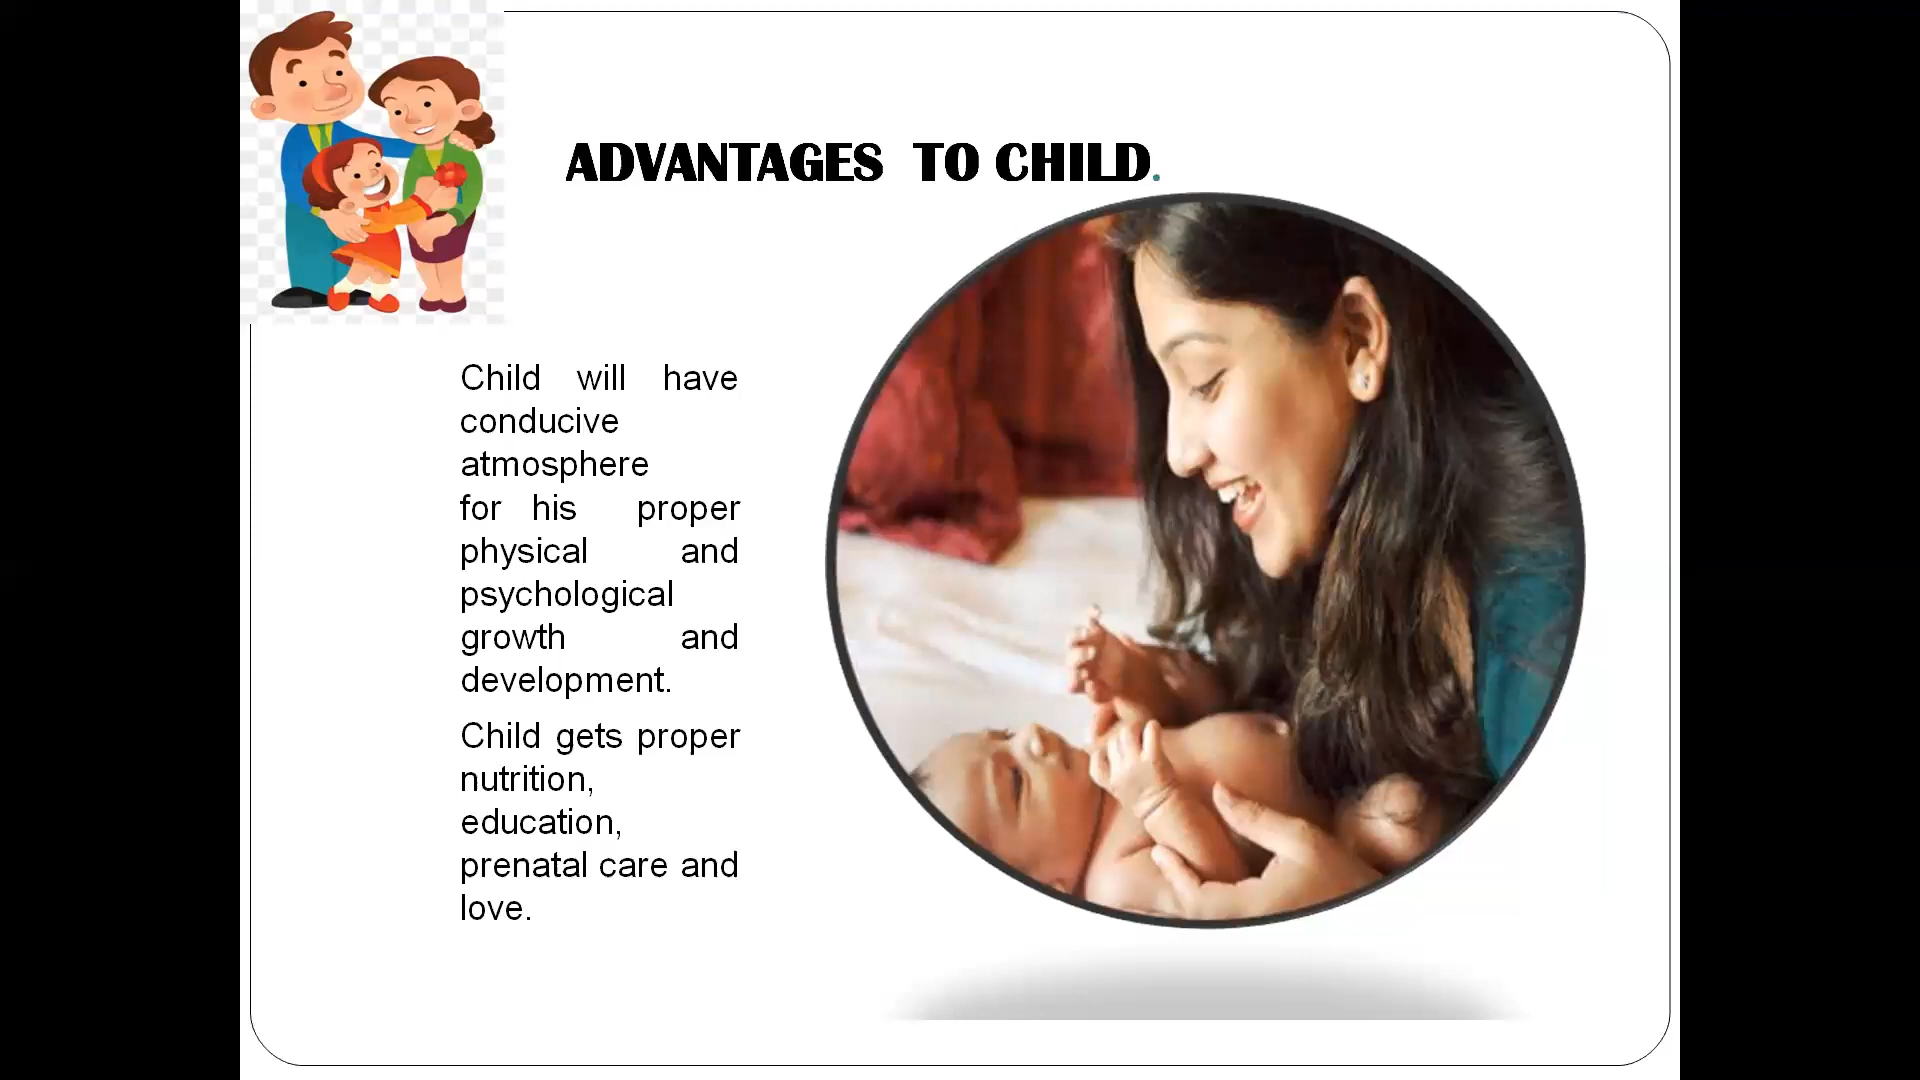 ADVANTAGES TO CHILD.
Child will have
conducive
atmosphere
for his proper
physical and
psychological
growth and
development.
Child gets proper
nutrition,
education,
prenatal care and
love.